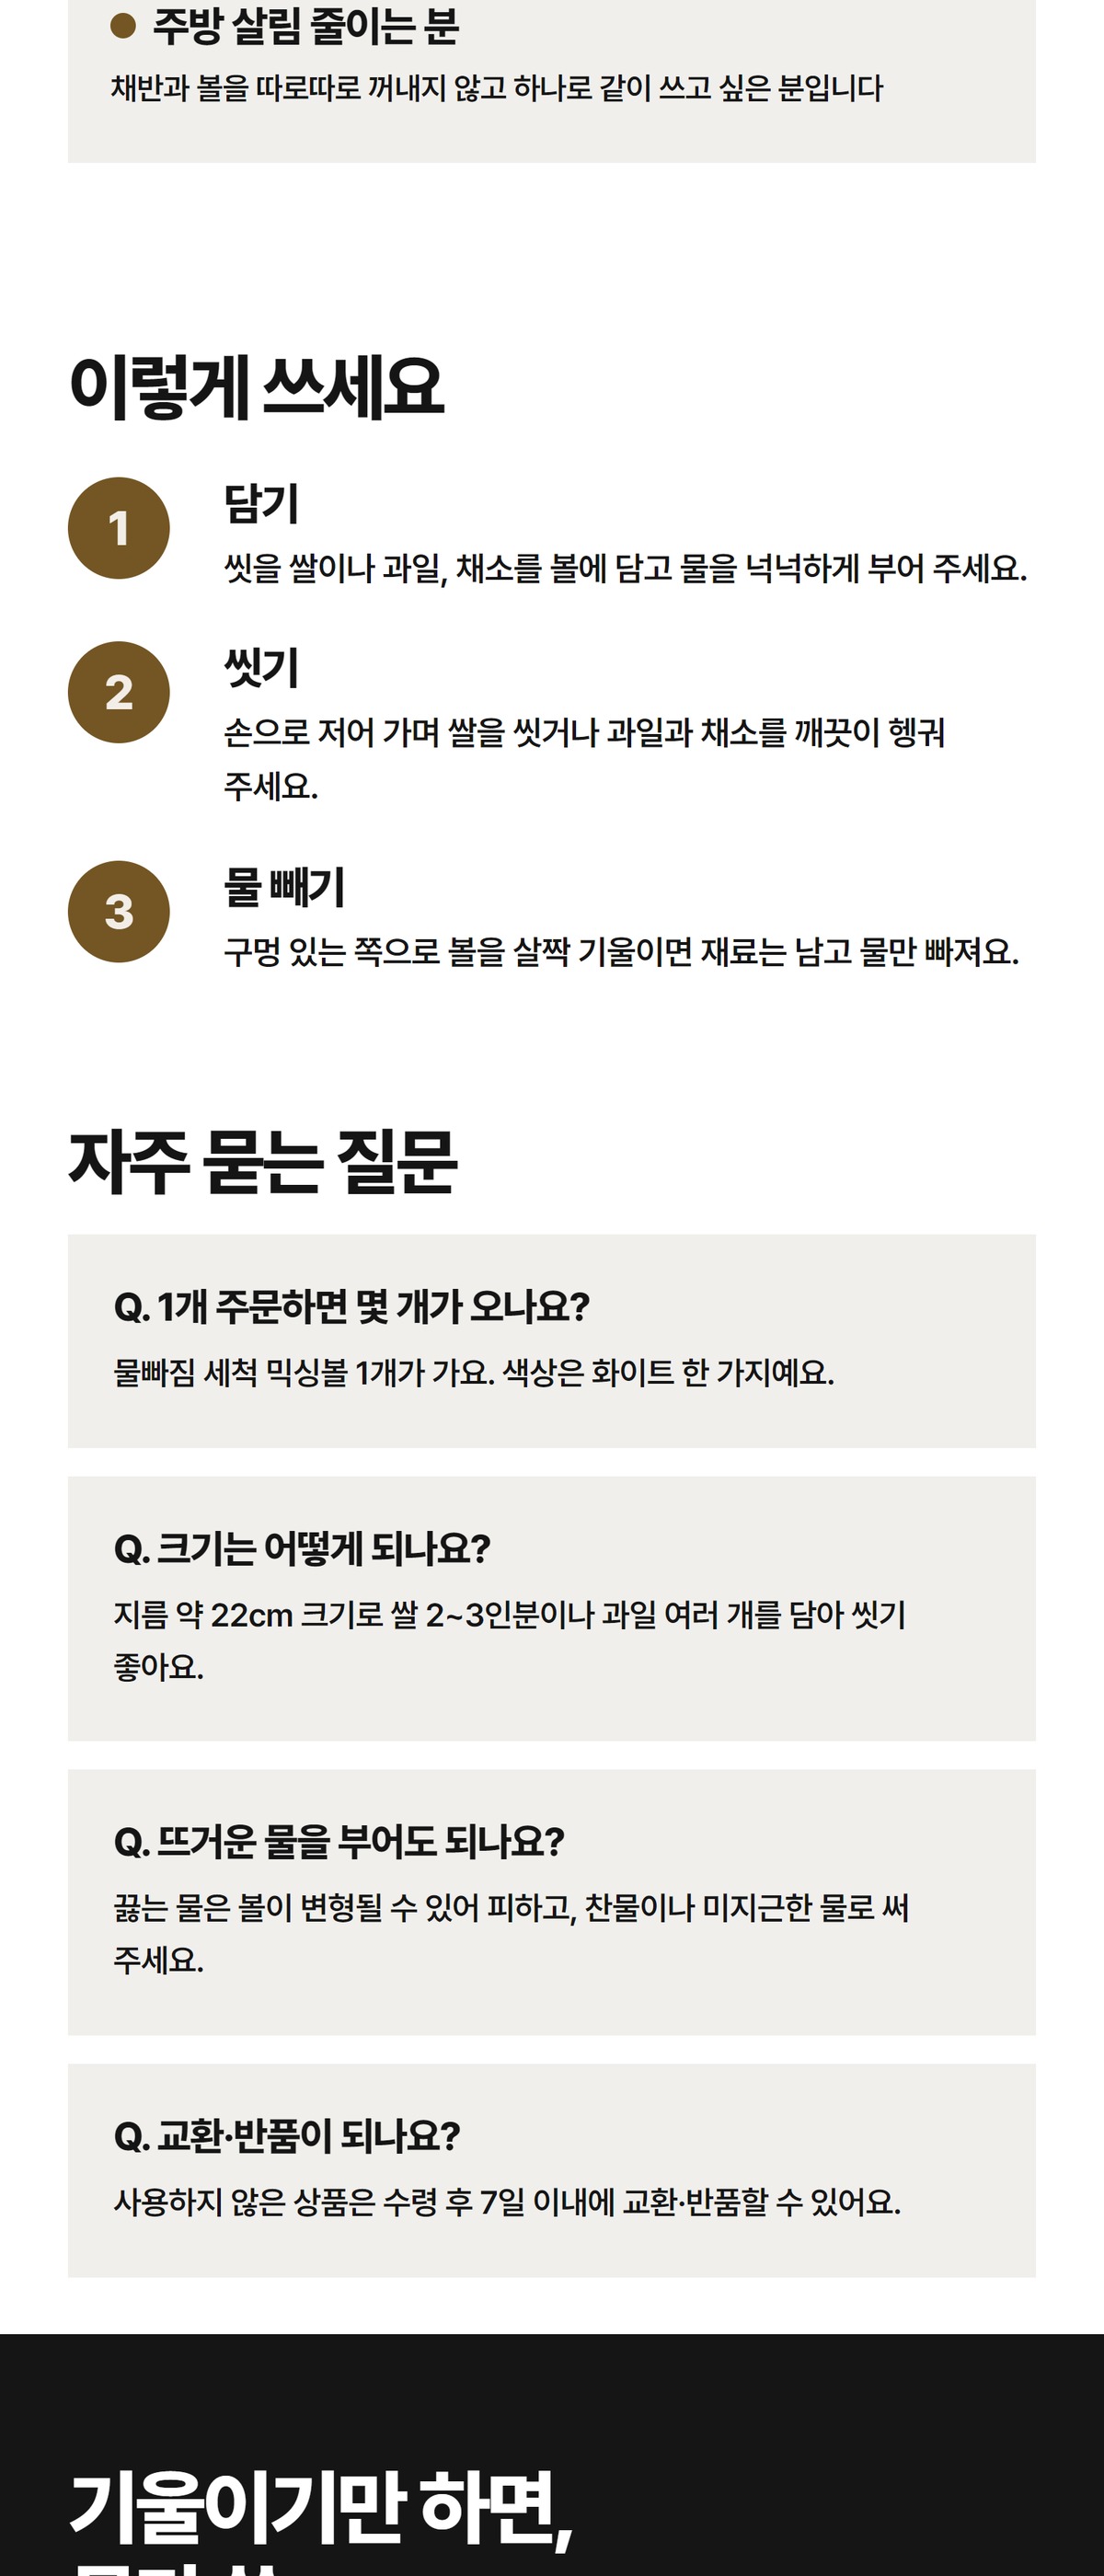 주방 살림 줄이는 분
채반과 볼을 따로따로 꺼내지 않고 하나로 같이 쓰고 싶은 분입니다
이렇게 쓰세요
1
담기
씻을 쌀이나 과일, 채소를 볼에 담고 물을 넉넉하게 부어 주세요.
2
씻기
손으로 저어 가며 쌀을 씻거나 과일과 채소를 깨끗이 헹궈
주세요.
3
물 빼기
구멍 있는 쪽으로 볼을 살짝 기울이면 재료는 남고 물만 빠져요.
자주 묻는 질문
Q. 1개 주문하면 몇 개가 오나요?
물빠짐 세척 믹싱볼 1개가 가요. 색상은 화이트 한 가지예요.
Q. 크기는 어떻게 되나요?
지름 약 22cm 크기로 쌀 2~3인분이나 과일 여러 개를 담아 씻기
좋아요.
Q. 뜨거운 물을 부어도 되나요?
끓는 물은 볼이 변형될 수 있어 피하고, 찬물이나 미지근한 물로 써
주세요.
Q. 교환·반품이 되나요?
사용하지 않은 상품은 수령 후 7일 이내에 교환·반품할 수 있어요.
기울이기만 하면,